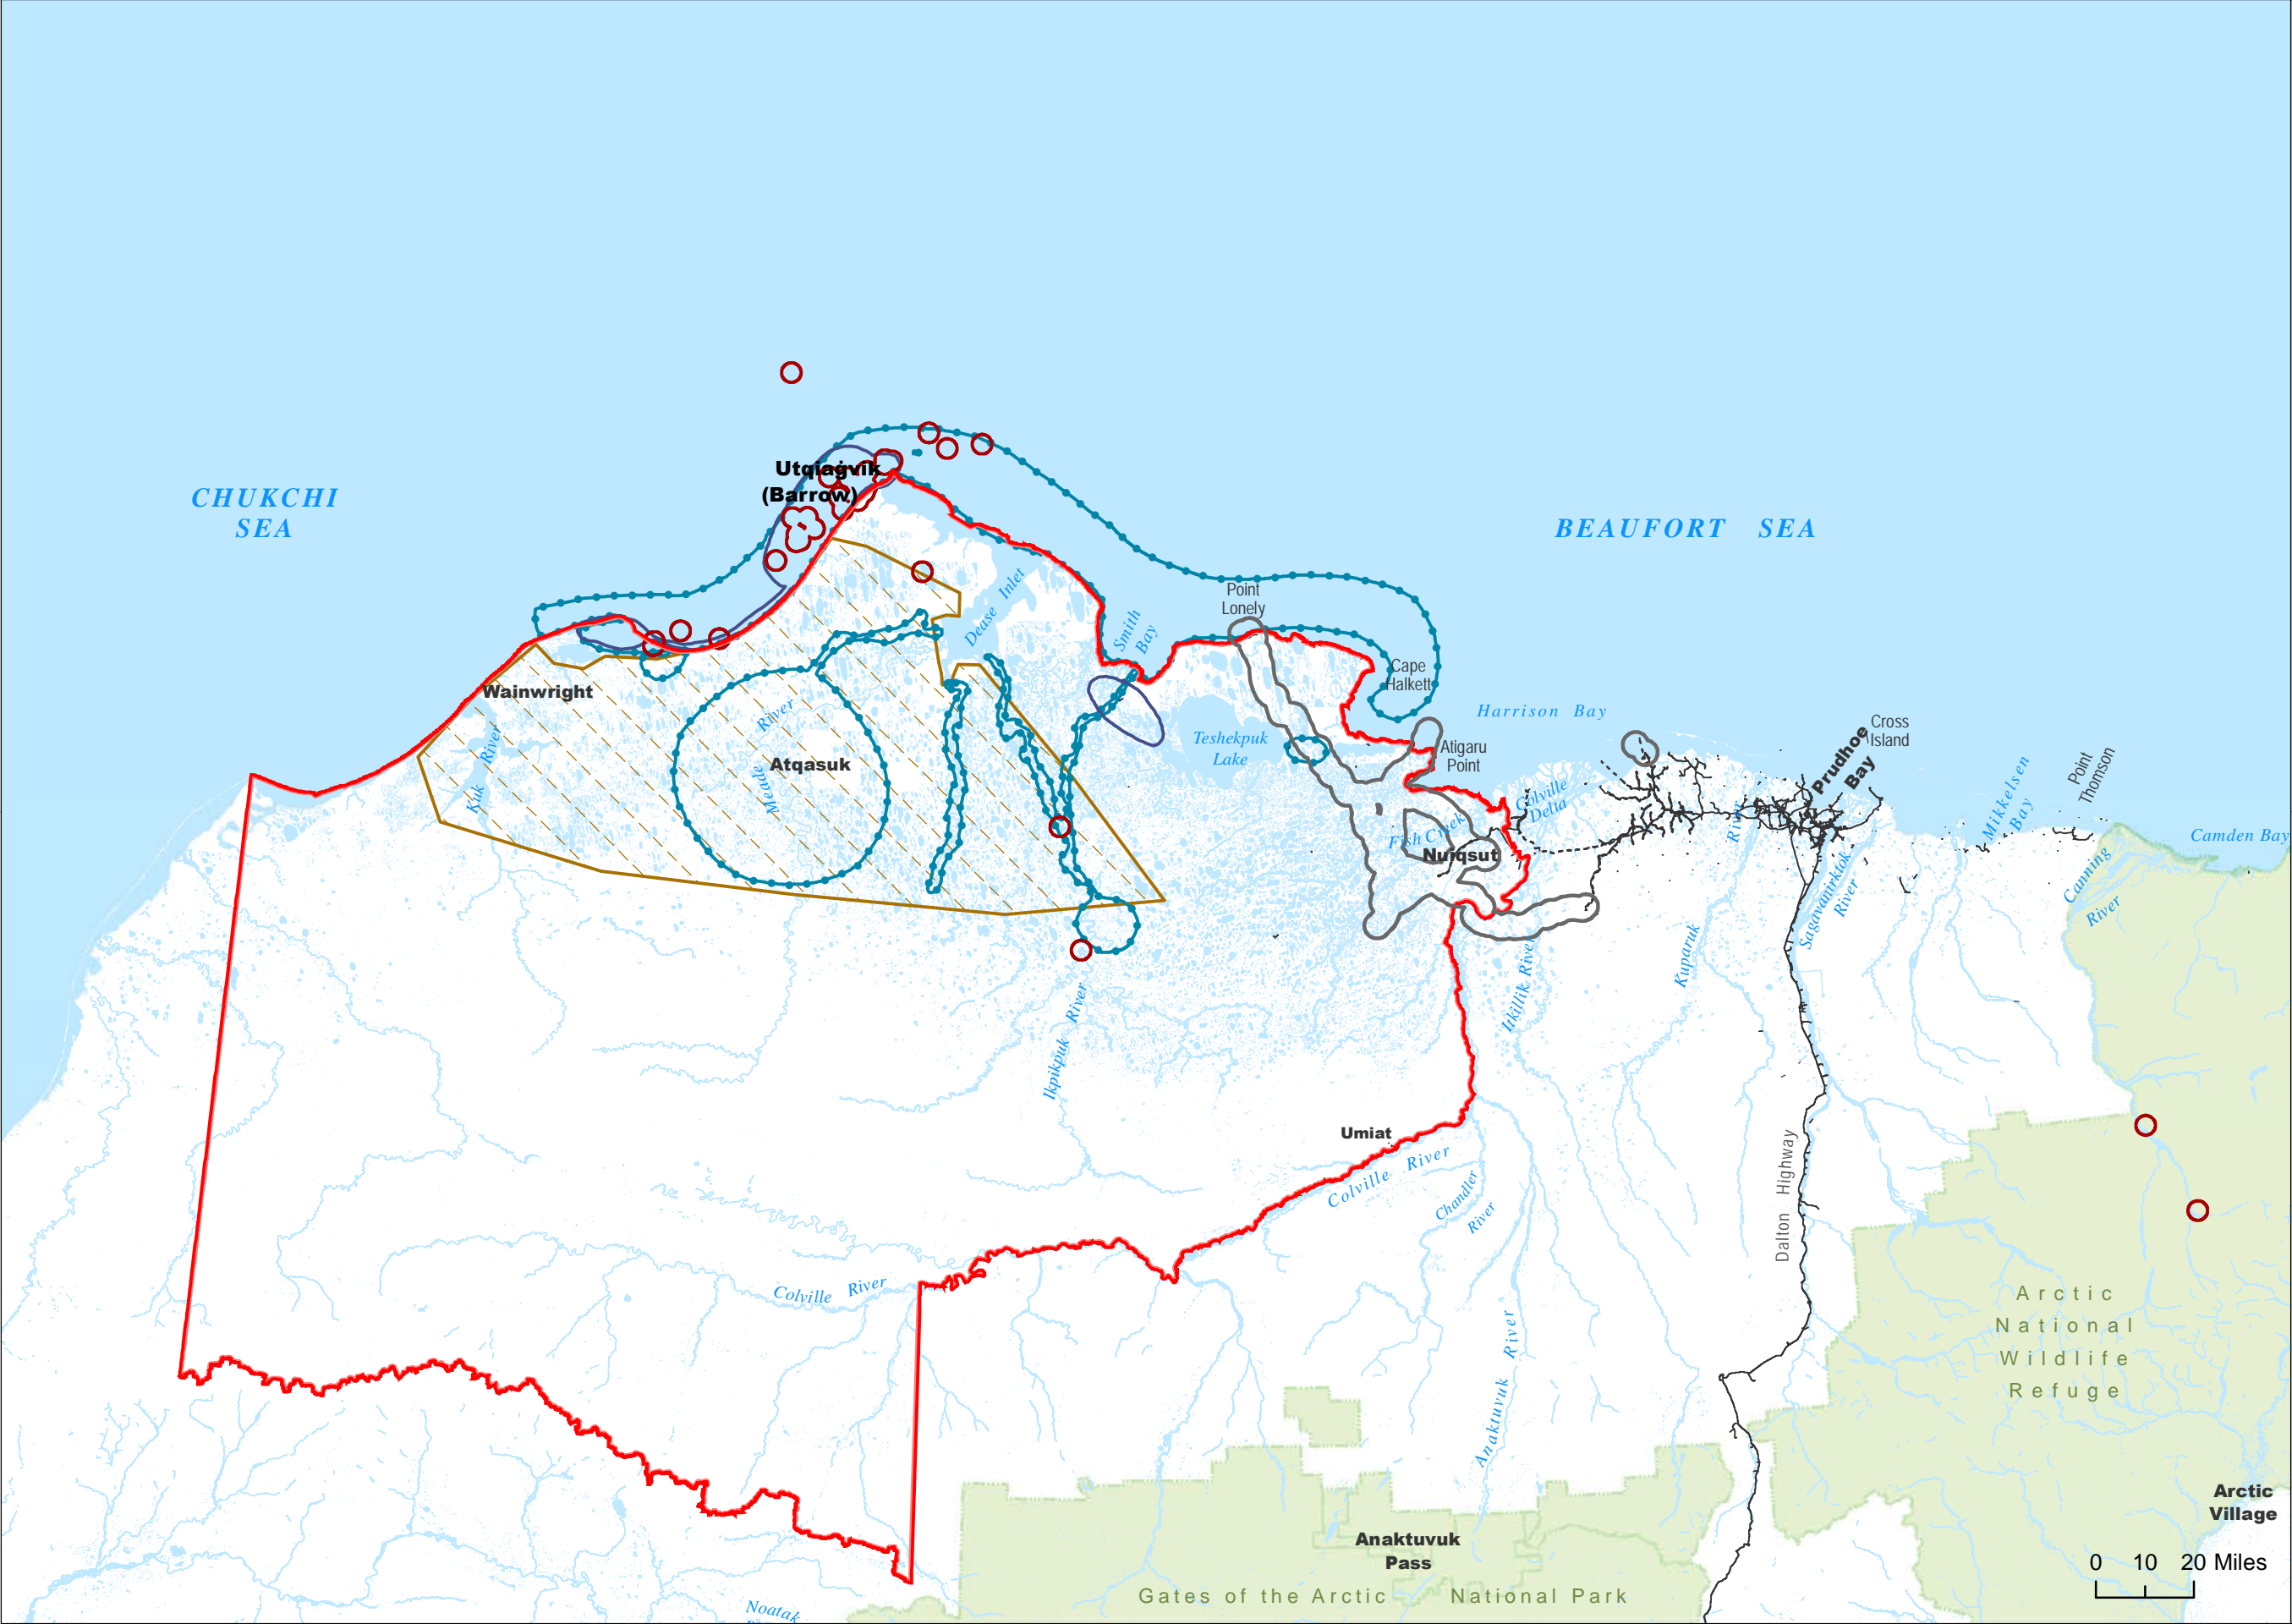 CHUKCHI
SEA
BEAUFORT SEA
Utqiaġvik
(Barrow)
Point
Lonely
Dease Inlet
Smith
Bay
Cape
Halkett
Wainwright
Kuk River
Meade River
Atqasuk
Teshekpuk
Lake
Harrison Bay
Atigaru
Point
Cross
Island
Prudhoe
Bay
Point
Thomson
Mikkelsen
Bay
Camden Bay
Colville
Delta
Fish Creek
Nuiqsut
River
Canning
River
Sagavanirktok
River
Kuparuk
Itkillik River
Ikpikpuk River
Umiat
Colville River
Chandler
River
Dalton Highway
Colville River
Anaktuvuk River
Arctic
National
Wildlife
Refuge
Arctic
Village
Anaktuvuk
Pass
Gates of the Arctic National Park
Noatak
0 10 20 Miles